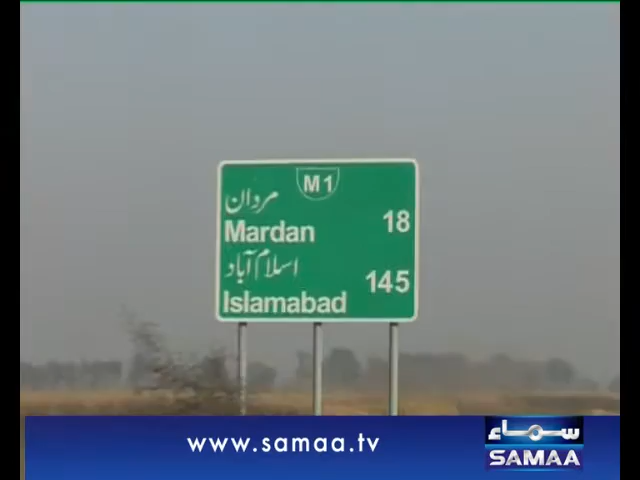 M1
مردان
Mardan 18
اسلام آباد
Islamabad 145
www.samaa.tv
سماء
SAMAA